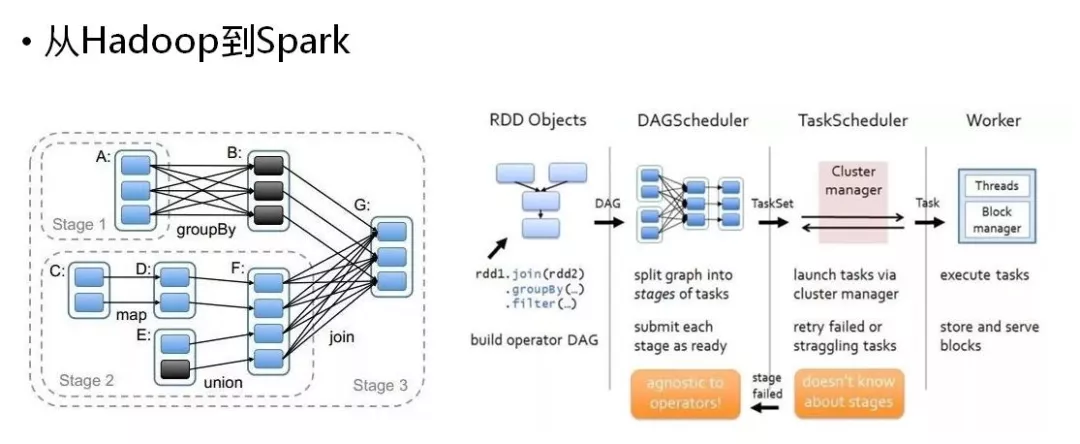 • 从Hadoop到Spark
A:
B:
G:
Stage 1
groupBy
C:
D:
F:
map
E:
join
Stage 2
union
Stage 3
RDD Objects
DAGScheduler
TaskScheduler
Worker
DAG
TaskSet
Cluster
manager
Task
Threads
Block
manager
rdd1.join(rdd2)
.groupBy(…)
.filter(…)
build operator DAG
split graph into
stages of tasks
submit each
stage as ready
launch tasks via
cluster manager
retry failed or
straggling tasks
execute tasks
store and serve
blocks
agnostic to
operators!
stage
failed
doesn't know
about stages